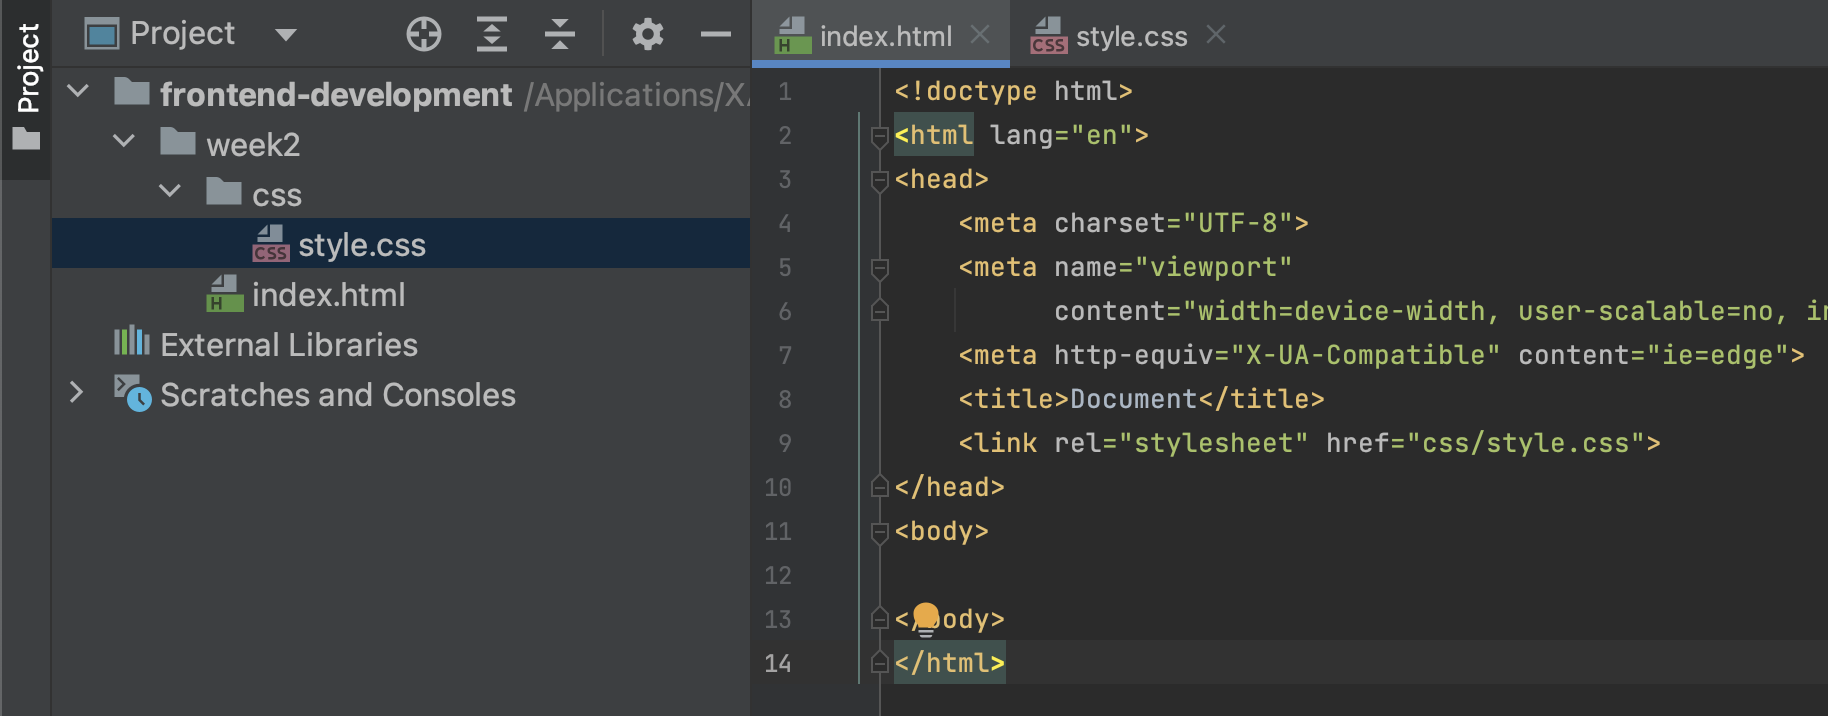 Project
Project
frontend-development /Applications/XA
week2
css
CSS style.css
H index.html
External Libraries
Scratches and Consoles
H index.html
CSS style.css
1 <!doctype html>
2 <html lang="en">
3 <head>
4 <meta charset="UTF-8">
5 <meta name="viewport"
6 content="width=device-width, user-scalable=no, in
7 <meta http-equiv="X-UA-Compatible" content="ie=edge">
8 <title>Document</title>
9 <link rel="stylesheet" href="css/style.css">
10 </head>
11 <body>
12
13 </body>
14 </html>